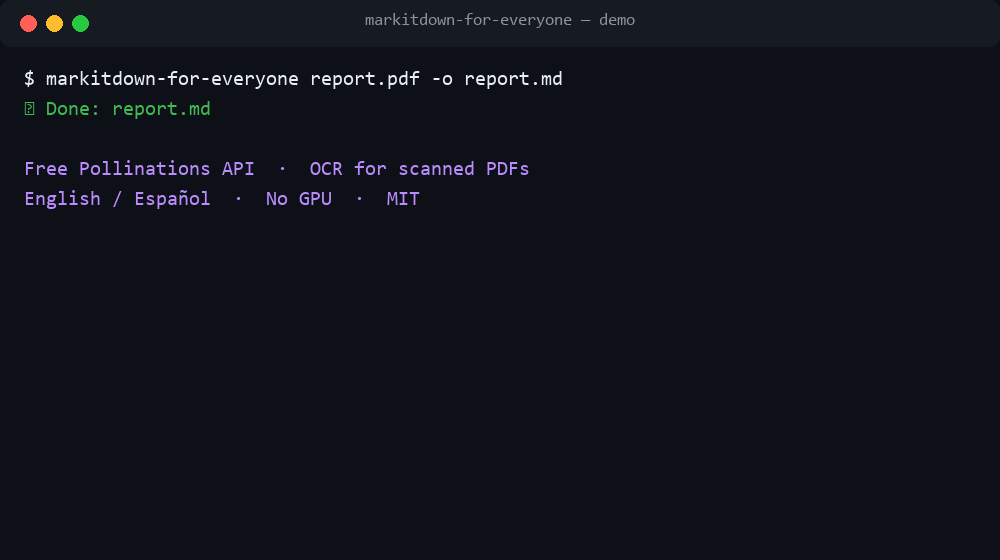 markitdown-for-everyone — demo
$ markitdown-for-everyone report.pdf -o report.md
Done: report.md
Free Pollinations API · OCR for scanned PDFs
English / Español · No GPU · MIT